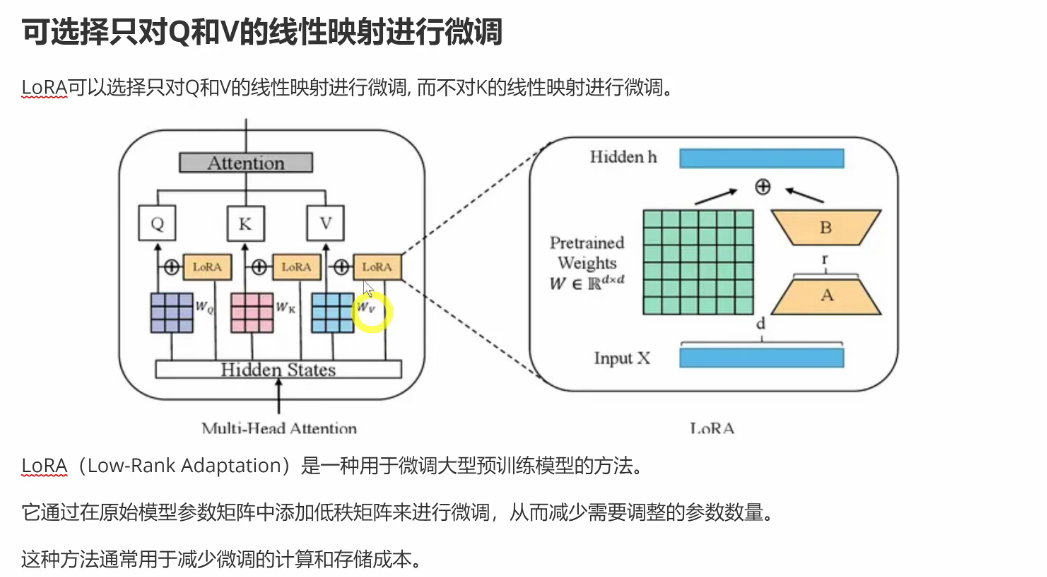 可选择只对Q和V的线性映射进行微调
LoRA可以选择只对Q和V的线性映射进行微调, 而不对K的线性映射进行微调。
Attention
Q
K
V
LoRA
LoRA
LoRA
W_Q
W_K
W_V
Hidden States
Multi-Head Attention
Hidden h
Pretrained
Weights
W ∈ ℝ^{d×d}
B
r
A
d
Input X
LoRA
LoRA（Low-Rank Adaptation）是一种用于微调大型预训练模型的方法。
它通过在原始模型参数矩阵中添加低秩矩阵来进行微调，从而减少需要调整的参数数量。
这种方法通常用于减少微调的计算和存储成本。